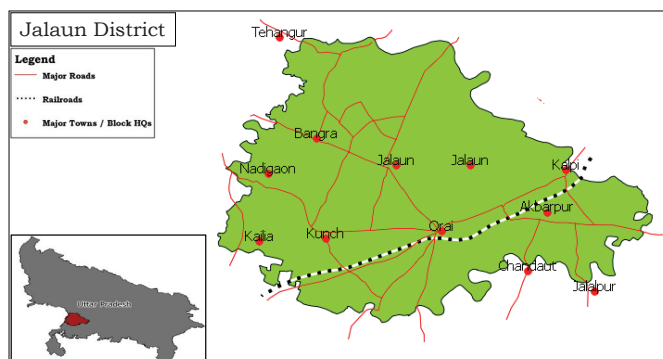 Jalaun District
Legend
Major Roads
Railroads
Major Towns / Block HQs
Tehangur
Bangra
Jalaun
Jalaun
Kalpi
Nadigaon
Akbarpur
Orai
Kailia
Kunch
Chandaut
Jalalpur
Uttar Pradesh